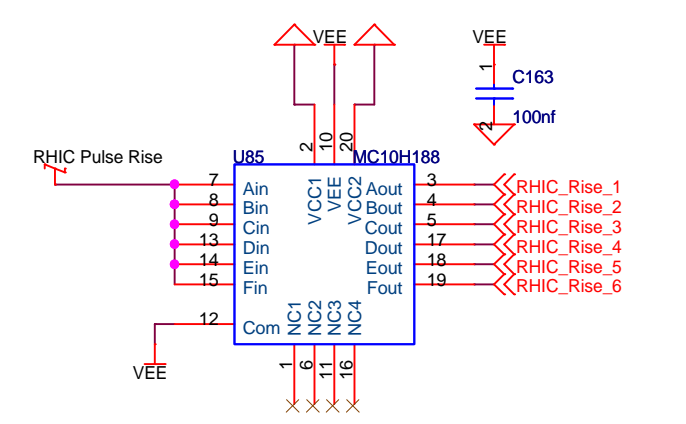 VEE
VEE
1
C163
2
100nf
2
10
20
RHIC Pulse Rise
U85
MC10H188
7
Ain
VCC1
VEE
VCC2
Aout
3
RHIC_Rise_1
8
Bin
Bout
4
RHIC_Rise_2
9
Cin
Cout
5
RHIC_Rise_3
13
Din
Dout
17
RHIC_Rise_4
14
Ein
Eout
18
RHIC_Rise_5
15
Fin
Fout
19
RHIC_Rise_6
12
Com
NC1
NC2
NC3
NC4
VEE
1
6
11
16